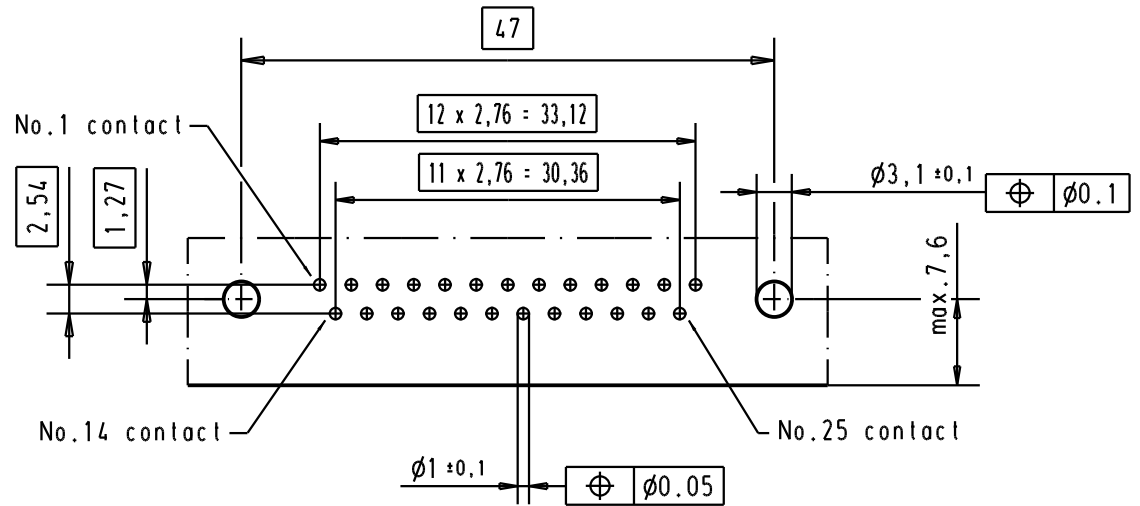 47
12 x 2,76 = 33,12
No.1 contact
11 x 2,76 = 30,36
Ø3,1 ±0,1
⌖ Ø0.1
2,54
1,27
max.7,6
No.14 contact
No.25 contact
Ø1 ±0,1
⌖ Ø0.05